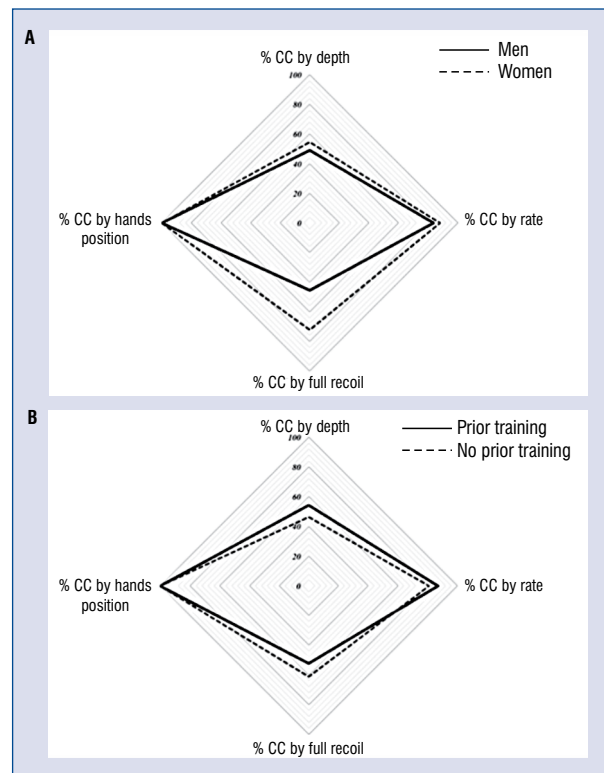 A
Men
Women
% CC by depth
100
80
60
40
20
0
% CC by hands
position
% CC by rate
% CC by full recoil
B
Prior training
No prior training
% CC by depth
100
80
60
40
20
0
% CC by hands
position
% CC by rate
% CC by full recoil